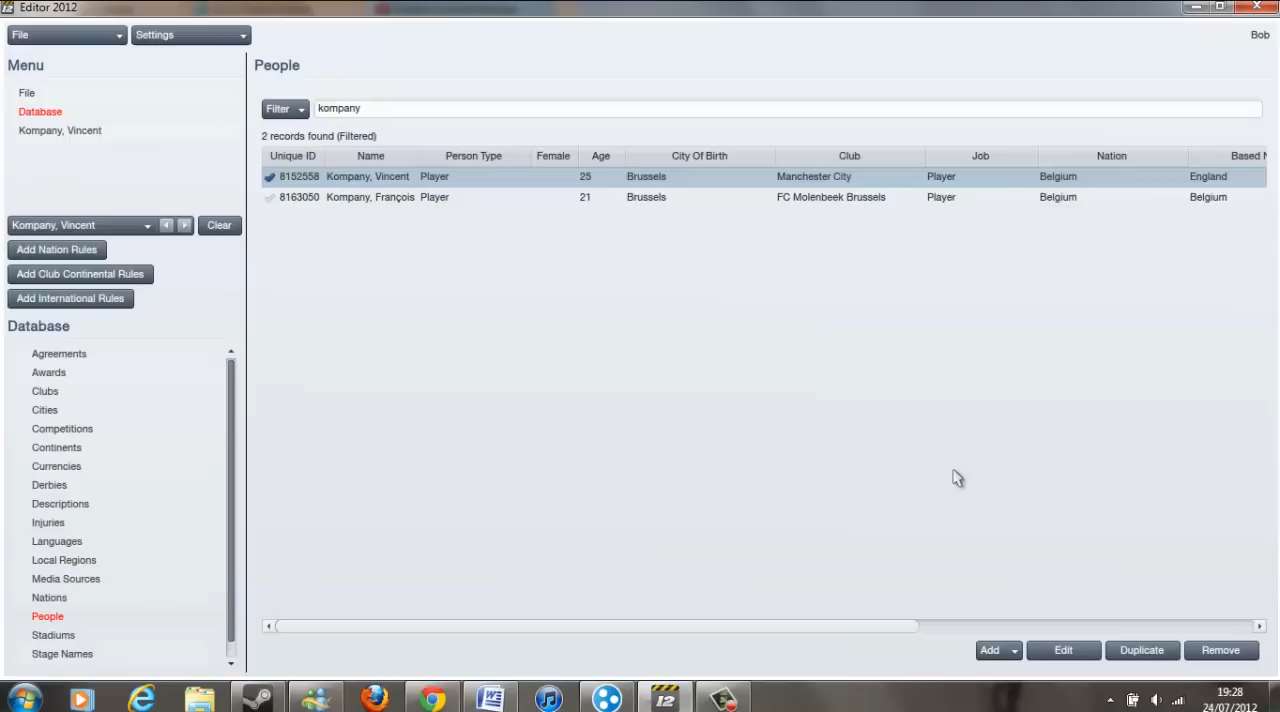 Editor 2012
File
Settings
Bob
Menu
People
File
Database
Kompany, Vincent
Filter
kompany
2 records found (Filtered)
Unique ID Name Person Type Female Age City Of Birth Club Job Nation Based N
8152558 Kompany, Vincent Player 25 Brussels Manchester City Player Belgium England
8163050 Kompany, François Player 21 Brussels FC Molenbeek Brussels Player Belgium Belgium
Kompany, Vincent
Clear
Add Nation Rules
Add Club Continental Rules
Add International Rules
Database
Agreements
Awards
Clubs
Cities
Competitions
Continents
Currencies
Derbies
Descriptions
Injuries
Languages
Local Regions
Media Sources
Nations
People
Stadiums
Stage Names
Add
Edit
Duplicate
Remove
12
19:28
24/07/2012